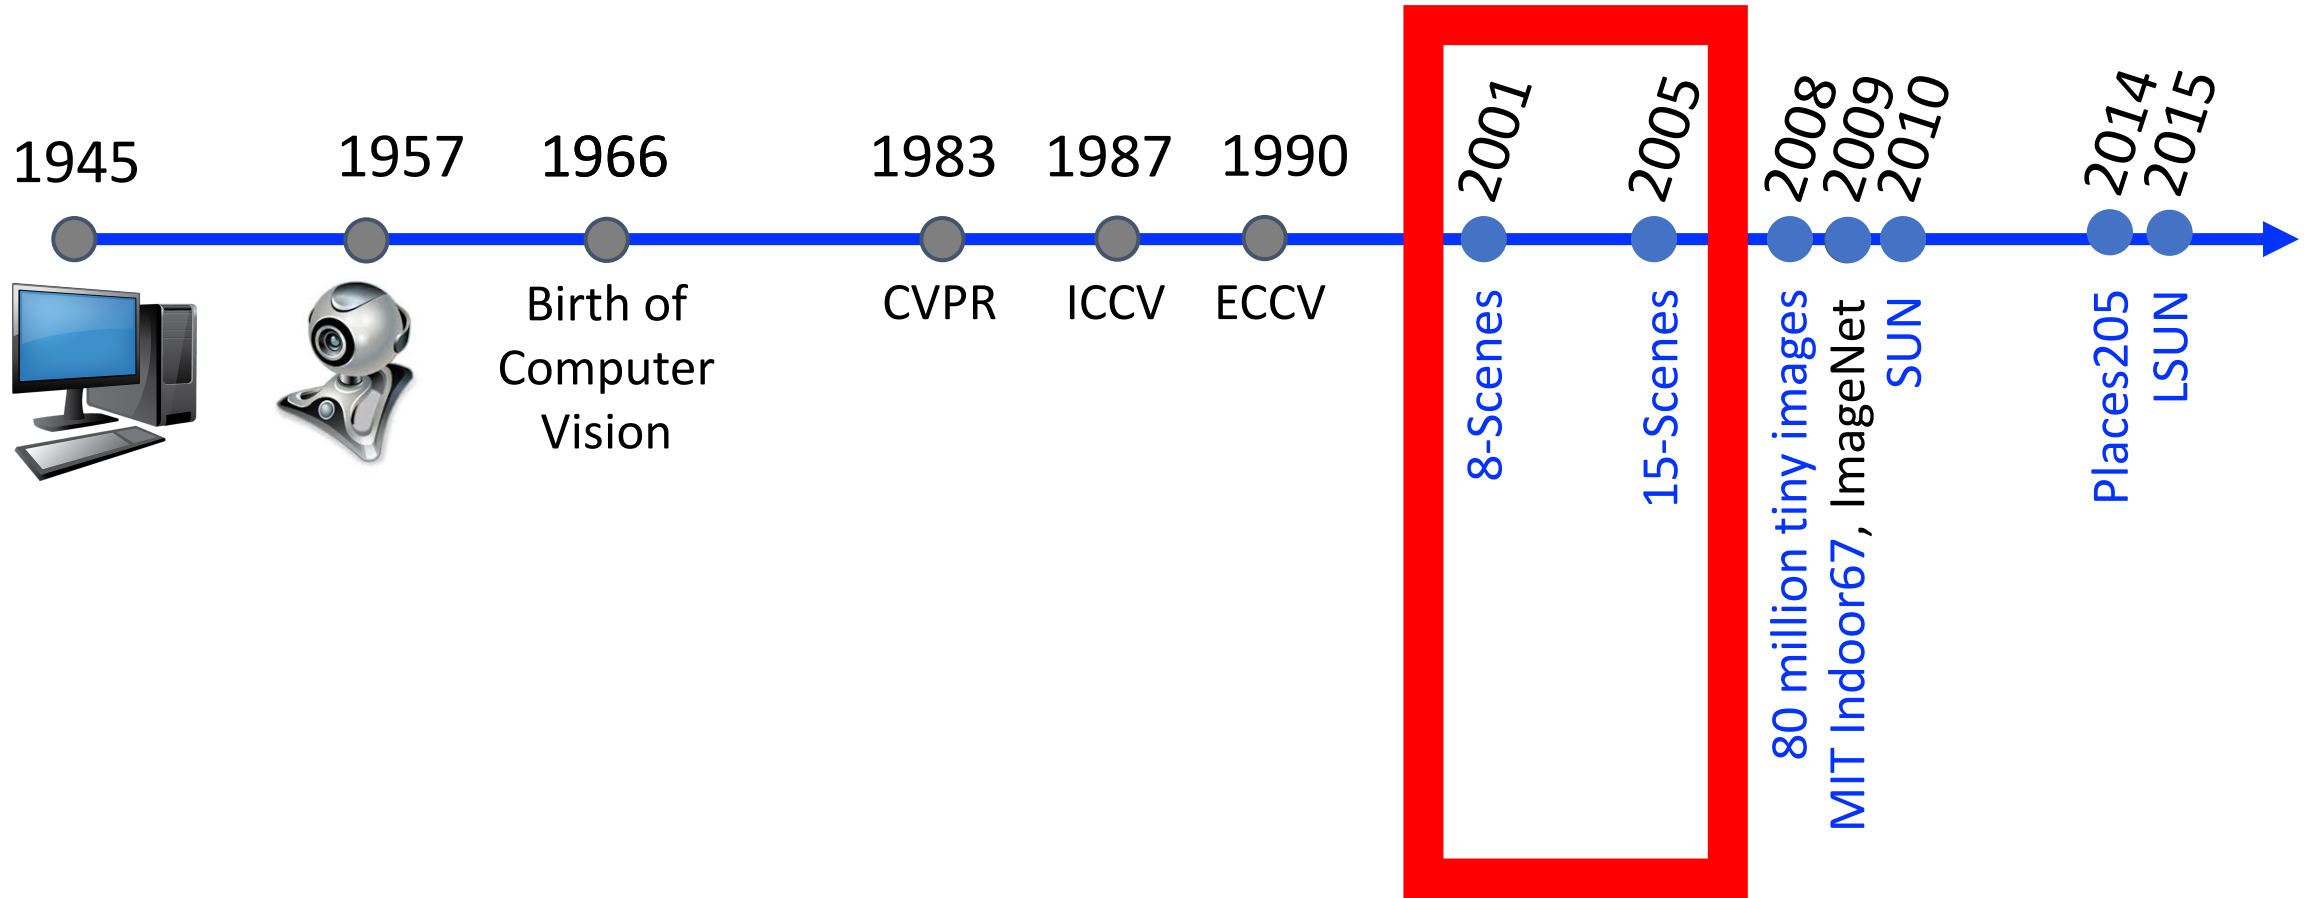 1945
1957
1966
1983
1987
1990
2001
2005
2008
2009
2010
2014
2015
Birth of
Computer
Vision
CVPR
ICCV
ECCV
8-Scenes
15-Scenes
80 million tiny images
MIT Indoor67, ImageNet
SUN
Places205
LSUN